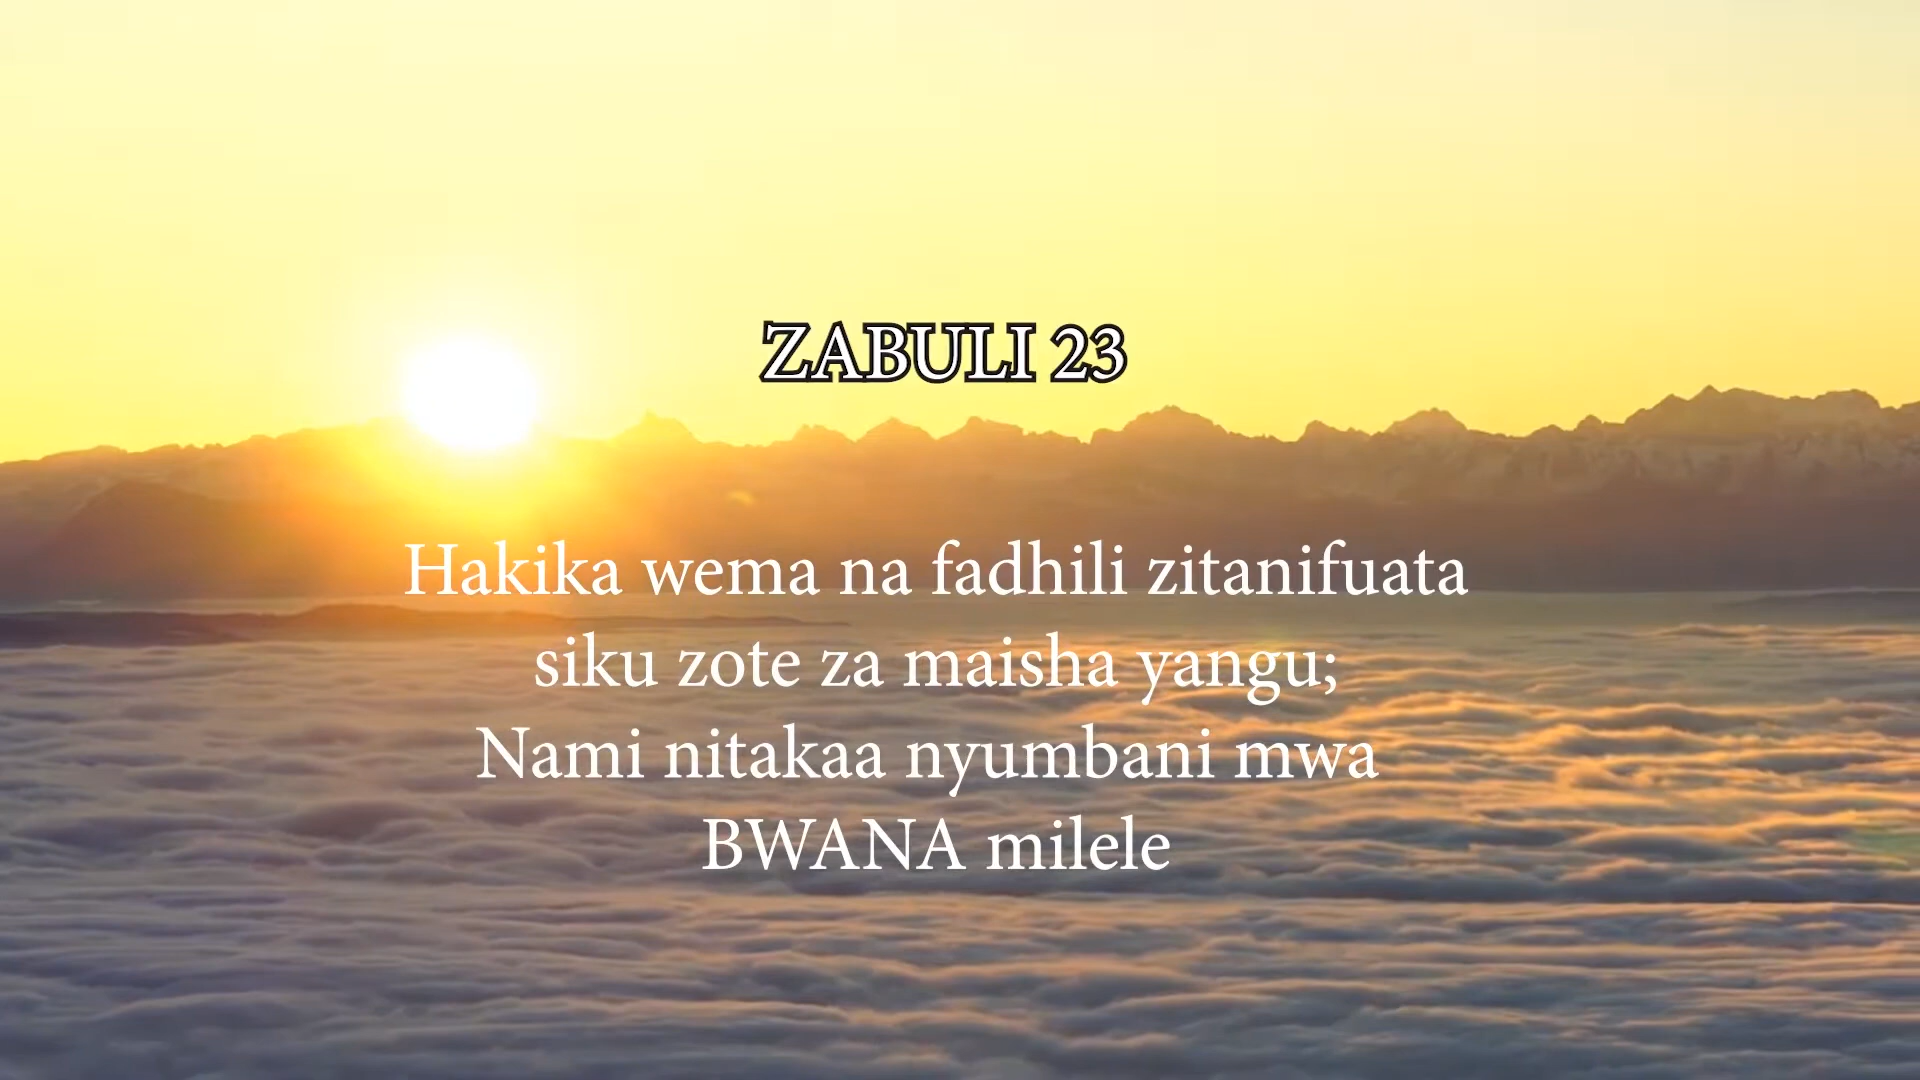 ZABULI 23
Hakika wema na fadhili zitanifuata
siku zote za maisha yangu;
Nami nitakaa nyumbani mwa
BWANA milele